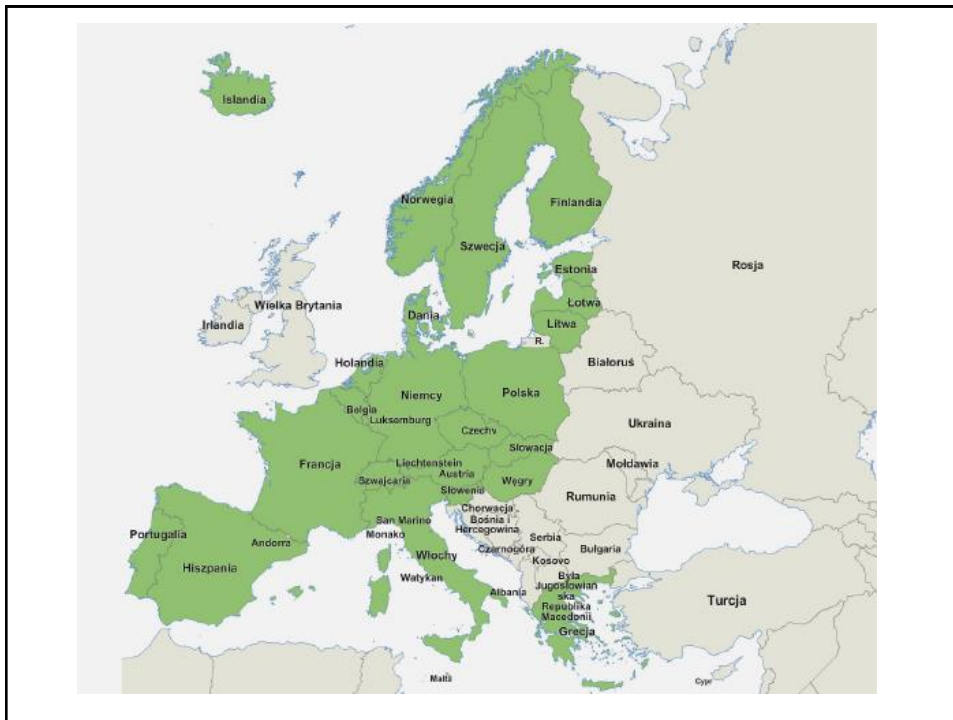 Islandia
Norwegia
Finlandia
Szwecja
Rosja
Estonia
Łotwa
Wielka Brytania
Dania
Irlandia
Litwa
R.
Holandia
Białoruś
Niemcy
Polska
Belgia
Luksemburg
Ukraina
Czechv
Słowacja
Francja
Liechtenstein
Mołdawia
Austria
Szwajcaria
Węgry
Słowenia
Rumunia
Chorwacja
San Marino
Bośnia i
Hercegowina
Portugalia
Monako
Andorra
Serbia
Włochy
Czarnogóra
Bułgaria
Kosovo
Hiszpania
Watykan
Była
Jugosłowiań
ska
Republika
Macedonii
Albania
Turcja
Grecja
Malta
Cypr